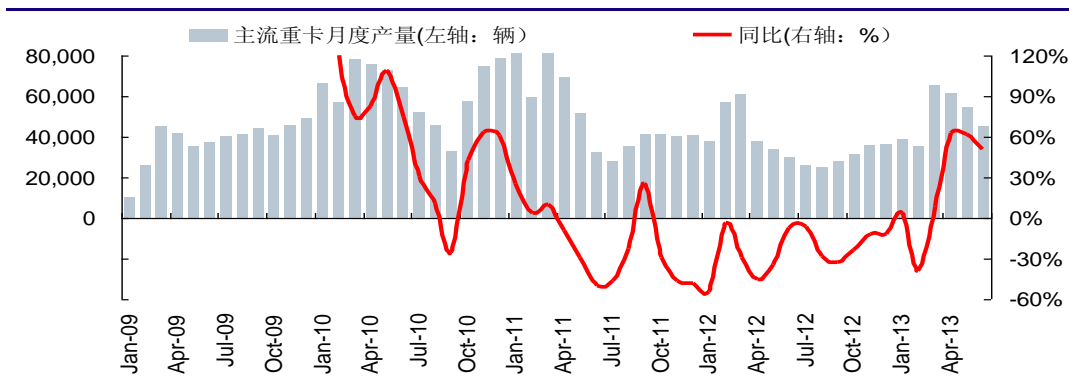 主流重卡月度产量(左轴：辆）
同比(右轴：%）
80,000
60,000
40,000
20,000
0
120%
90%
60%
30%
0%
-30%
-60%
Jan-09
Apr-09
Jul-09
Oct-09
Jan-10
Apr-10
Jul-10
Oct-10
Jan-11
Apr-11
Jul-11
Oct-11
Jan-12
Apr-12
Jul-12
Oct-12
Jan-13
Apr-13